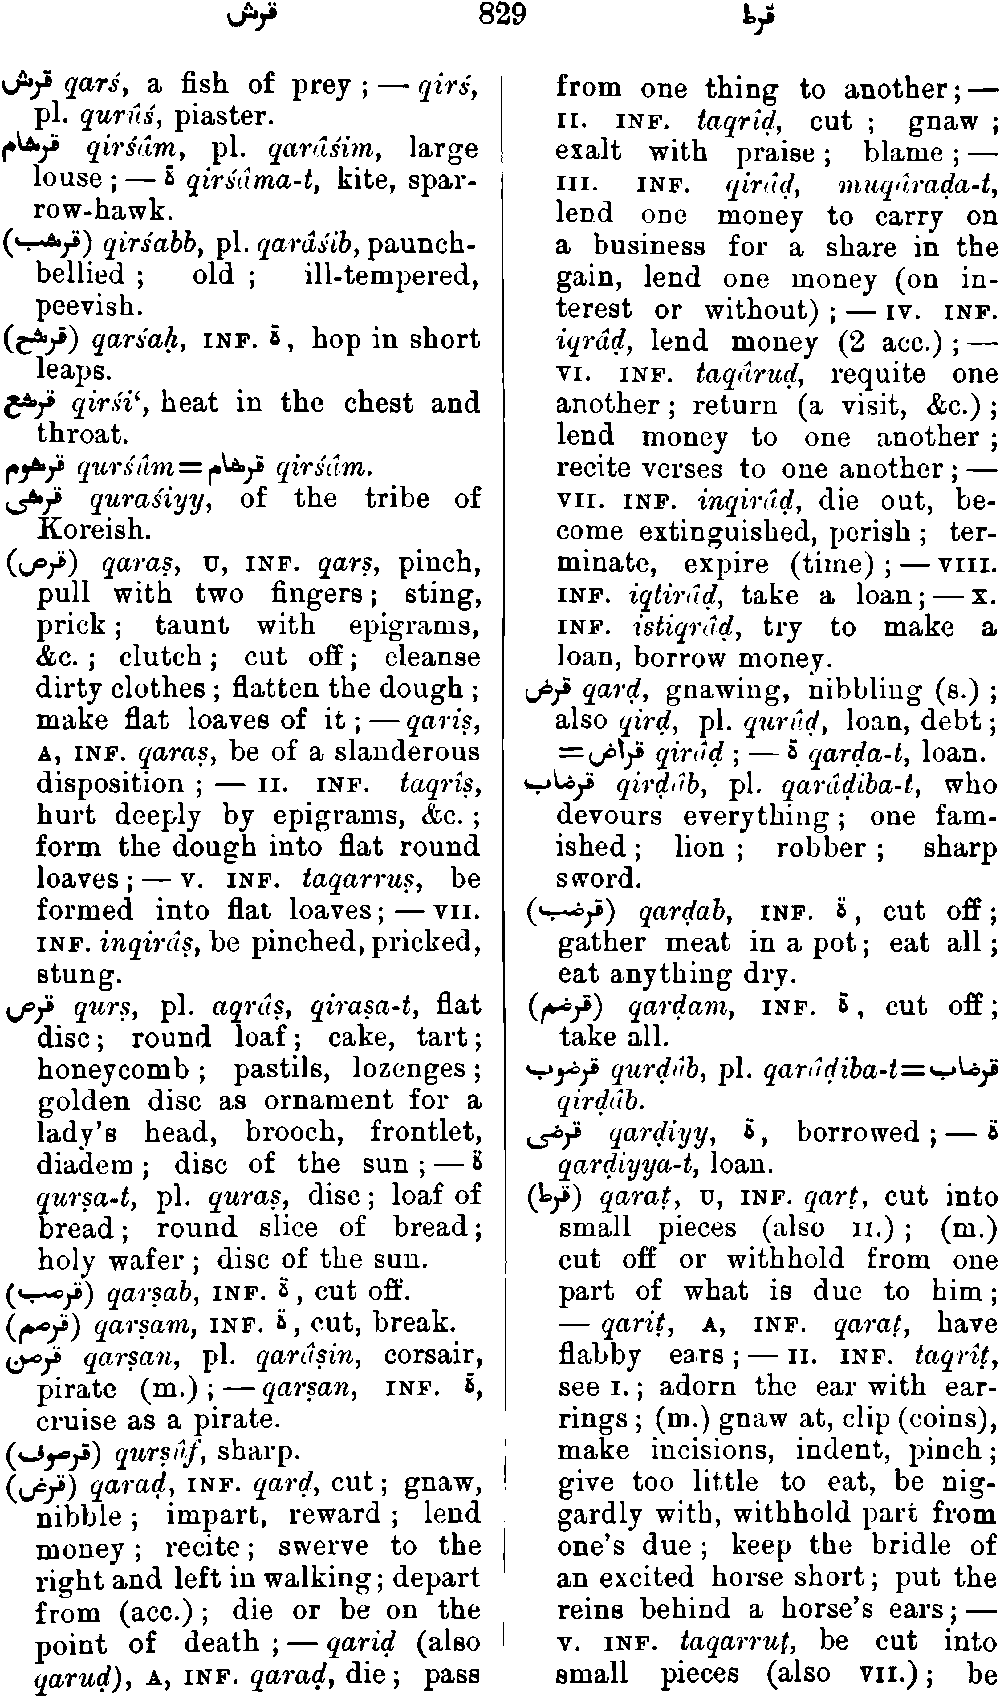 قرش 829 قرط
قرش qarś, a fish of prey ; — qirś,
pl. qurûś, piaster.
قرشام qirśâm, pl. qarâśim, large
louse ; — ة qirśâma-t, kite, spar-
row-hawk.
(قرشب) qirśabb, pl. qarâśib, paunch-
bellied ; old ; ill-tempered,
peevish.
(قرشح) qarśaḥ, INF. ة, hop in short
leaps.
قرشع qirśi‘, heat in the chest and
throat.
قرشوم qurśûm=قرشام qirśâm.
قرشى quraśiyy, of the tribe of
Koreish.
(قرص) qaraṣ, U, INF. qarṣ, pinch,
pull with two fingers ; sting,
prick ; taunt with epigrams,
&c. ; clutch ; cut off ; cleanse
dirty clothes ; flatten the dough ;
make flat loaves of it ; — qariṣ,
A, INF. qaraṣ, be of a slanderous
disposition ; — II. INF. taqrîṣ,
hurt deeply by epigrams, &c. ;
form the dough into flat round
loaves ; — V. INF. taqarruṣ, be
formed into flat loaves ; — VII.
INF. inqirâṣ, be pinched, pricked,
stung.
قرص qurṣ, pl. aqrâṣ, qiraṣa-t, flat
disc ; round loaf ; cake, tart ;
honeycomb ; pastils, lozenges ;
golden disc as ornament for a
lady's head, brooch, frontlet,
diadem ; disc of the sun ; — ة
qurṣa-t, pl. quraṣ, disc ; loaf of
bread ; round slice of bread ;
holy wafer ; disc of the sun.
(قرصب) qarṣab, INF. ة, cut off.
(قرصم) qarṣam, INF. ة, cut, break.
قرصن qarṣan, pl. qarâṣin, corsair,
pirate (m.) ; — qarṣan, INF. ة,
cruise as a pirate.
(قرصوف) qurṣûf, sharp.
(قرض) qaraḍ, INF. qarḍ, cut ; gnaw,
nibble ; impart, reward ; lend
money ; recite ; swerve to the
right and left in walking ; depart
from (acc.) ; die or be on the
point of death ; — qariḍ (also
qaruḍ), A, INF. qaraḍ, die ; pass
from one thing to another ; —
II. INF. taqrîḍ, cut ; gnaw ;
exalt with praise ; blame ; —
III. INF. qirâḍ, muqâraḍa-t,
lend one money to carry on
a business for a share in the
gain, lend one money (on in-
terest or without) ; — IV. INF.
iqrâḍ, lend money (2 acc.) ; —
VI. INF. taqâruḍ, requite one
another ; return (a visit, &c.) ;
lend money to one another ;
recite verses to one another ; —
VII. INF. inqirâḍ, die out, be-
come extinguished, perish ; ter-
minate, expire (time) ; — VIII.
INF. iqtirâḍ, take a loan ; — X.
INF. istiqrâḍ, try to make a
loan, borrow money.
قرض qarḍ, gnawing, nibbling (s.) ;
also qirḍ, pl. qurûḍ, loan, debt ;
=قراض qirâḍ ; — ة qarḍa-t, loan.
قرضاب qirḍâb, pl. qarâḍiba-t, who
devours everything ; one fam-
ished ; lion ; robber ; sharp
sword.
(قرضب) qarḍab, INF. ة, cut off ;
gather meat in a pot ; eat all ;
eat anything dry.
(قرضم) qarḍam, INF. ة, cut off ;
take all.
قرضوب qurḍûb, pl. qarâḍiba-t=قرضاب
qirḍâb.
قرضى qarḍiyy, ة, borrowed ; — ة
qarḍiyya-t, loan.
(قرط) qaraṭ, U, INF. qarṭ, cut into
small pieces (also II.) ; (m.)
cut off or withhold from one
part of what is due to him ;
— qariṭ, A, INF. qaraṭ, have
flabby ears ; — II. INF. taqrîṭ,
see I. ; adorn the ear with ear-
rings ; (m.) gnaw at, clip (coins),
make incisions, indent, pinch ;
give too little to eat, be nig-
gardly with, withhold part from
one's due ; keep the bridle of
an excited horse short ; put the
reins behind a horse's ears ; —
V. INF. taqarruṭ, be cut into
small pieces (also VII.) ; be